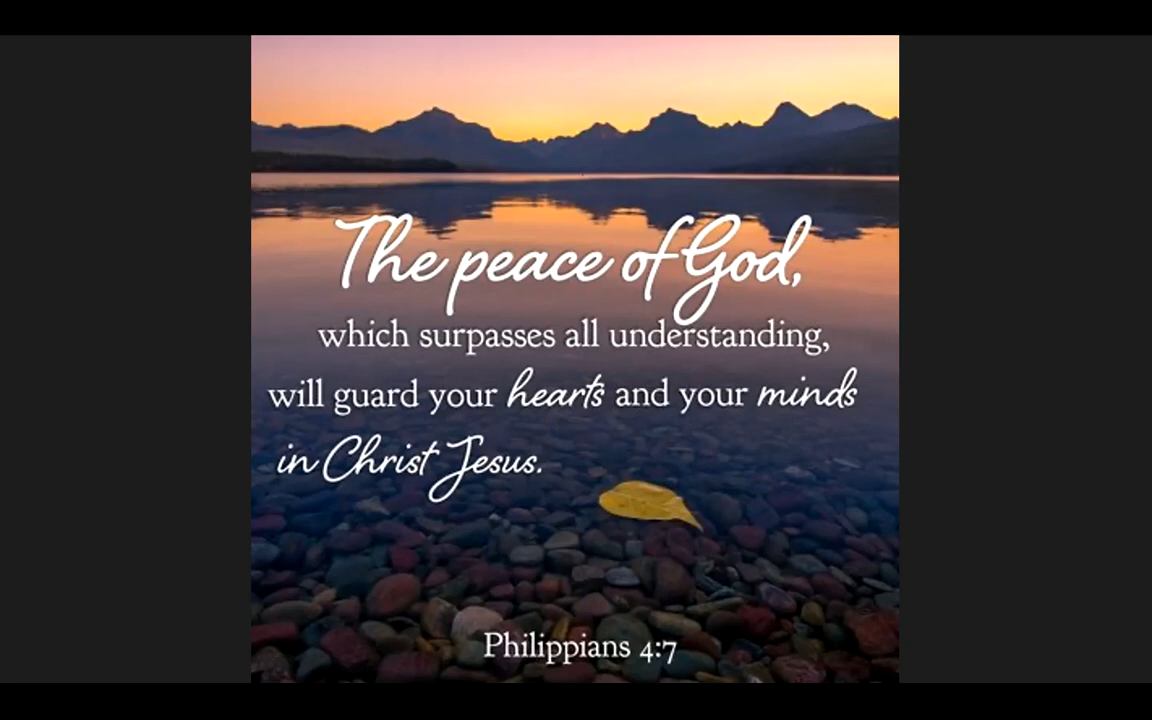 The peace of God,
which surpasses all understanding,
will guard your hearts and your minds
in Christ Jesus.
Philippians 4:7